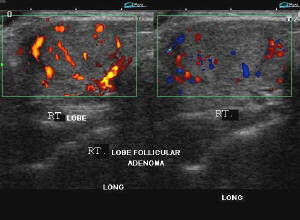 RT. LOBE
RT.
RT. LOBE FOLLICULAR
ADENOMA
LONG
LONG